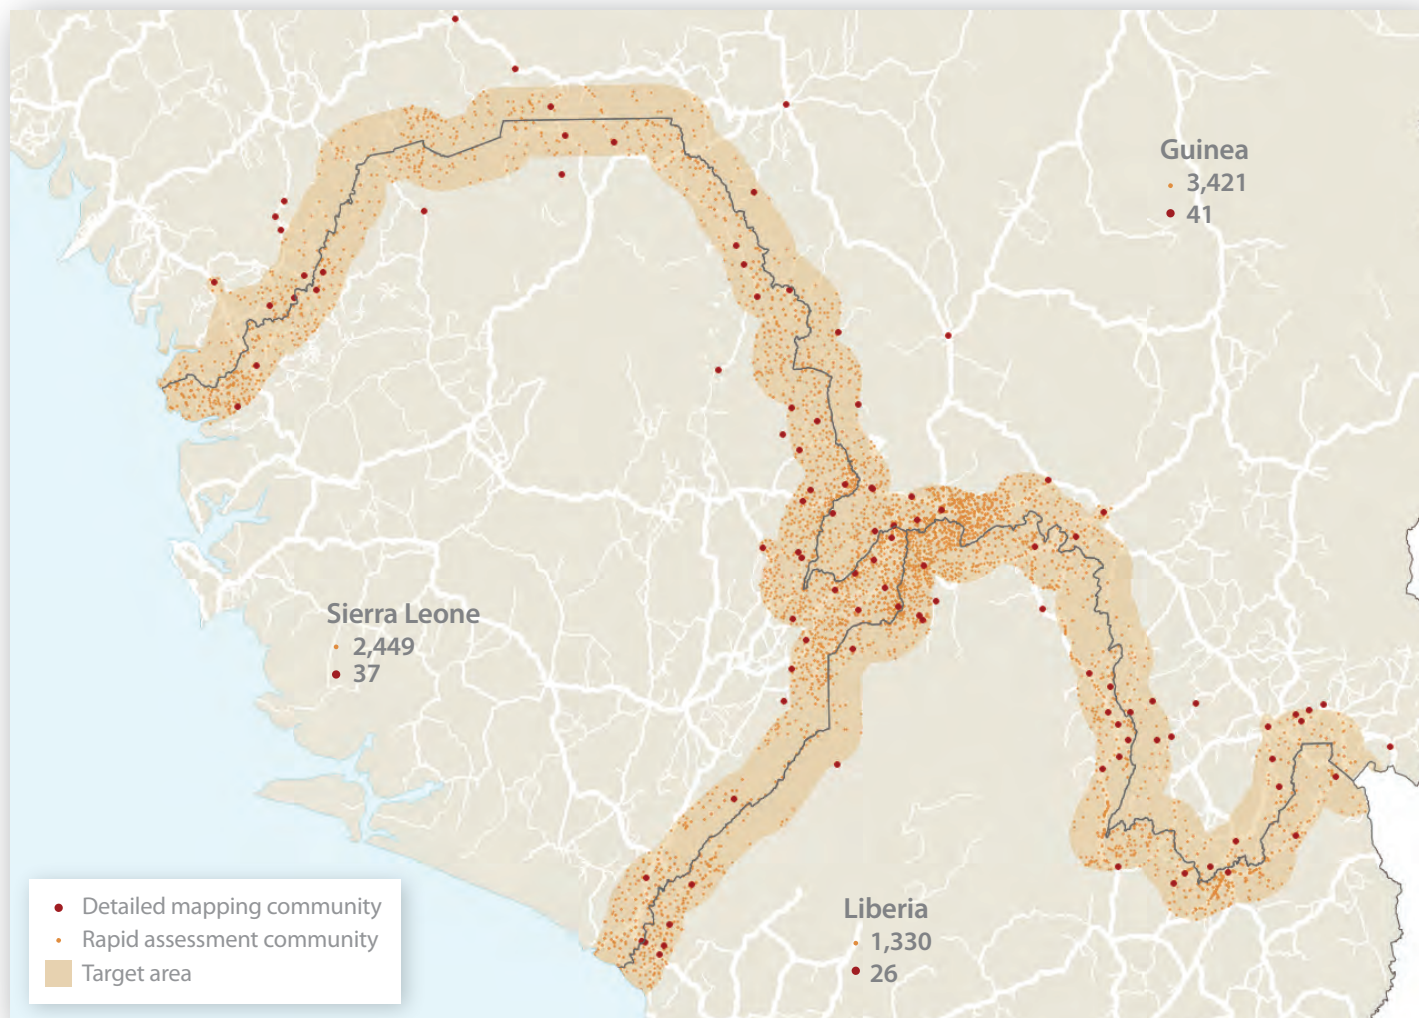 Guinea
3,421
41
Sierra Leone
2,449
37
Liberia
1,330
26
Detailed mapping community
Rapid assessment community
Target area